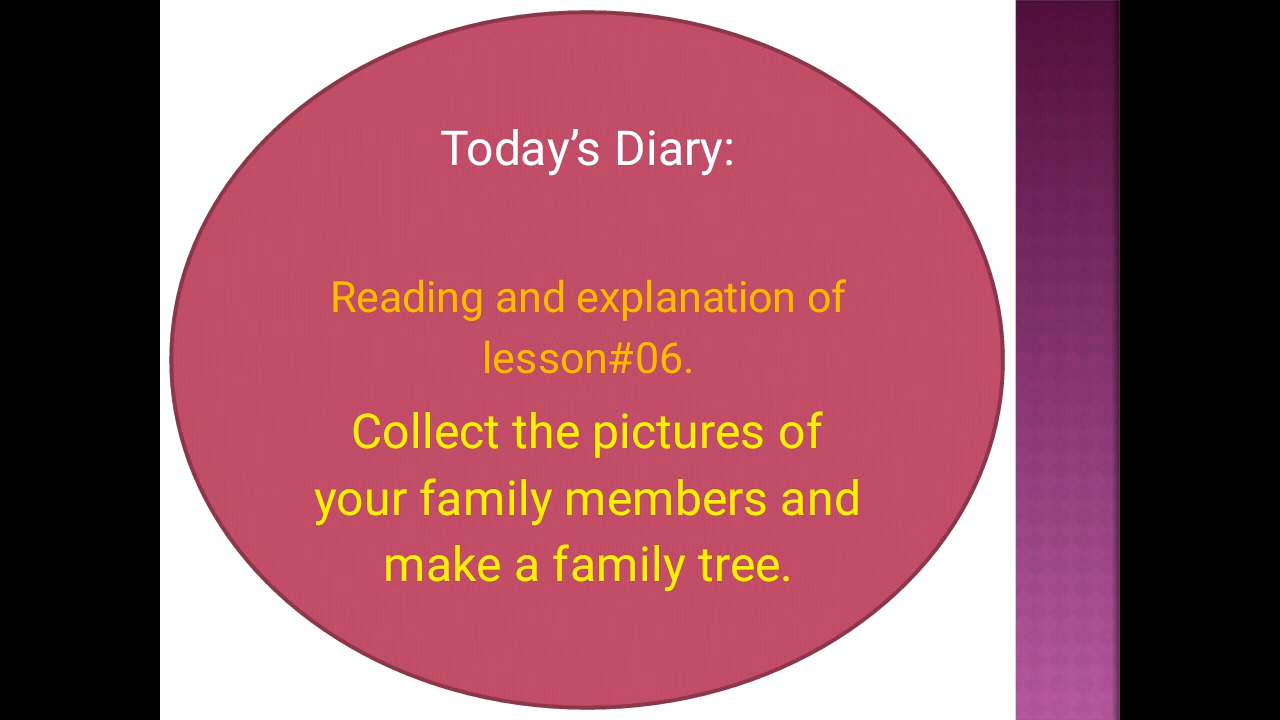 Today’s Diary:
Reading and explanation of
lesson#06.
Collect the pictures of
your family members and
make a family tree.